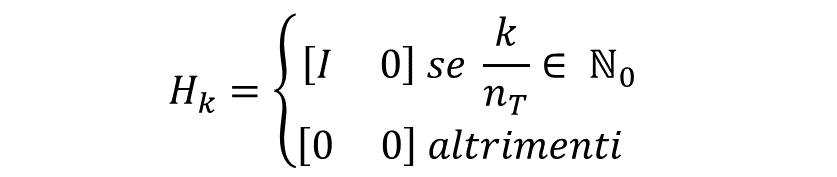 H_k = { [I 0] se k/n_T ∈ ℕ_0
[0 0] altrimenti